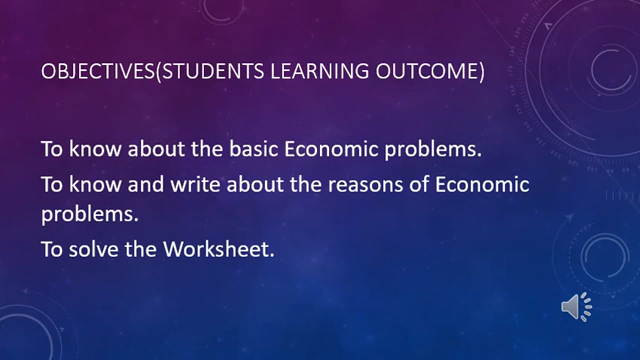 OBJECTIVES(STUDENTS LEARNING OUTCOME)
To know about the basic Economic problems.
To know and write about the reasons of Economic
problems.
To solve the Worksheet.